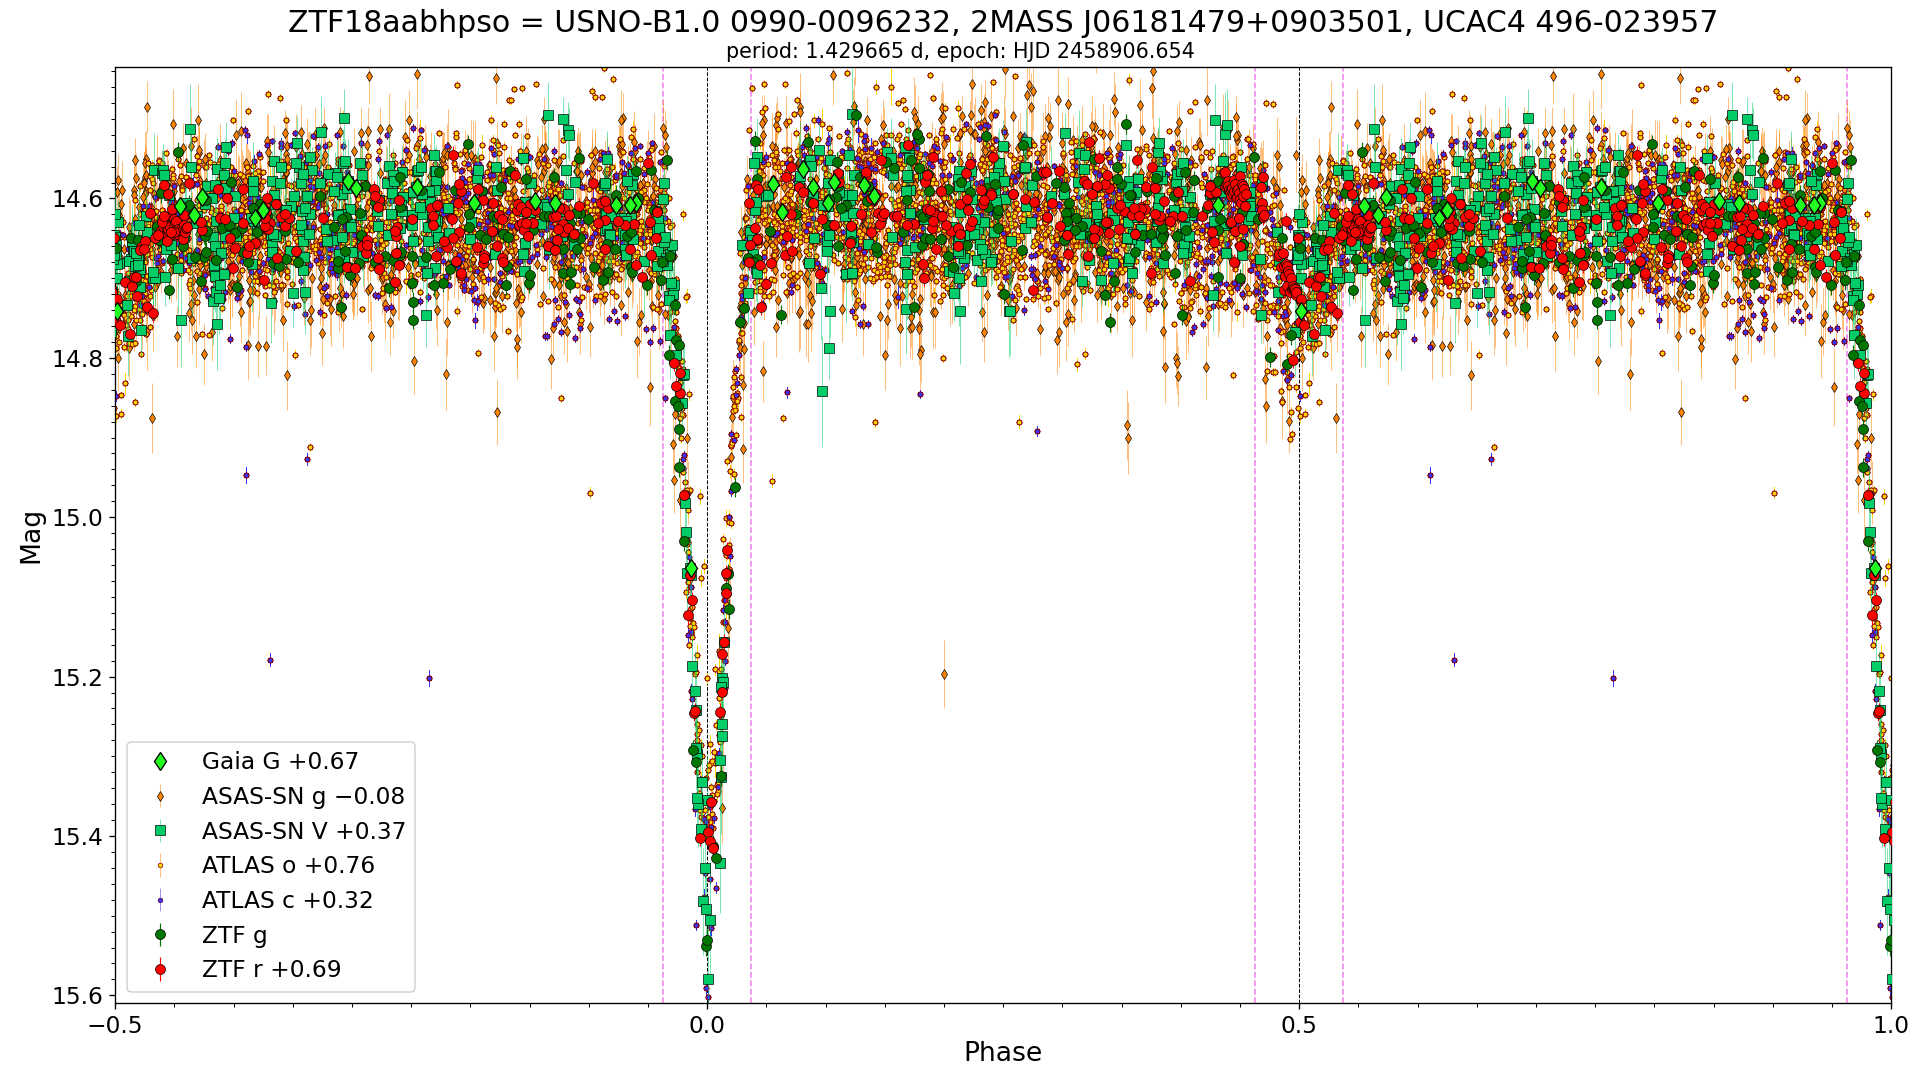 ZTF18aabhpso = USNO-B1.0 0990-0096232, 2MASS J06181479+0903501, UCAC4 496-023957
period: 1.429665 d, epoch: HJD 2458906.654
Mag
14.6
14.8
15.0
15.2
15.4
15.6
Gaia G +0.67
ASAS-SN g −0.08
ASAS-SN V +0.37
ATLAS o +0.76
ATLAS c +0.32
ZTF g
ZTF r +0.69
−0.5 0.0 0.5 1.0
Phase